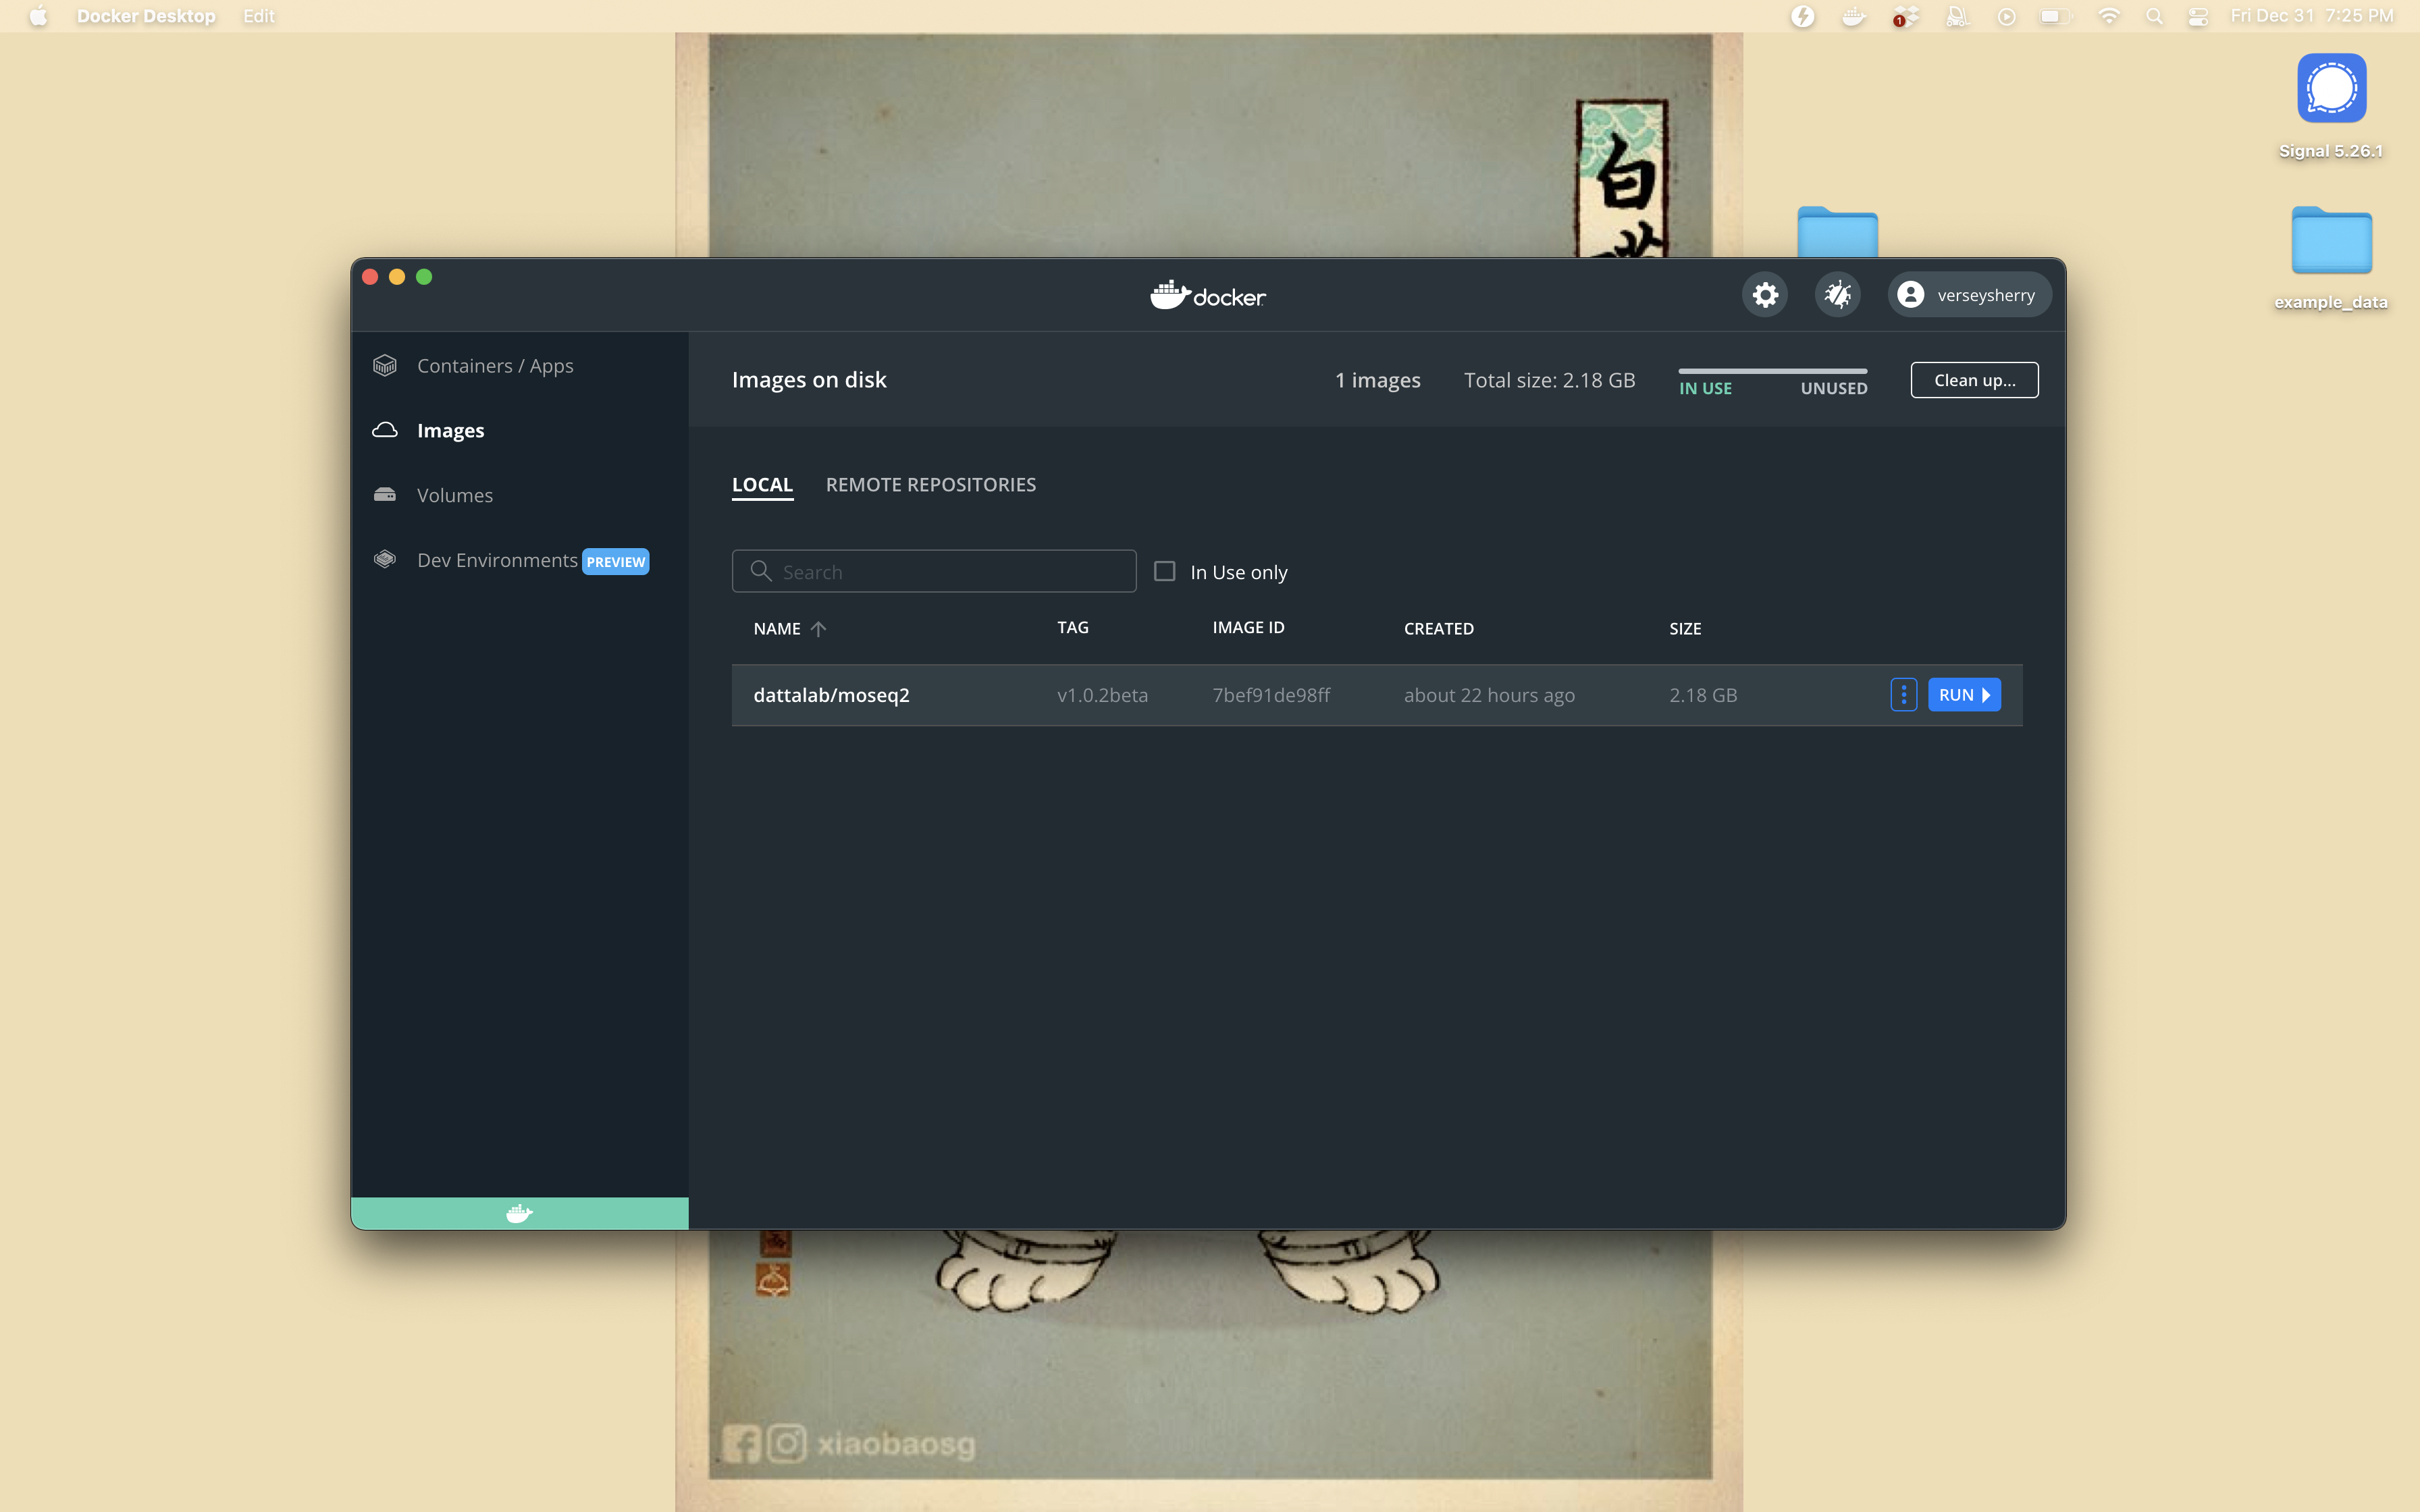 Docker Desktop Edit
1
Fri Dec 31 7:25 PM
白
Signal 5.26.1
example_data
docker
verseysherry
Containers / Apps
Images
Volumes
Dev Environments PREVIEW
Images on disk
1 images
Total size: 2.18 GB
IN USE UNUSED
Clean up...
LOCAL REMOTE REPOSITORIES
Search
In Use only
NAME TAG IMAGE ID CREATED SIZE
dattalab/moseq2 v1.0.2beta 7bef91de98ff about 22 hours ago 2.18 GB RUN
xiaobaosg